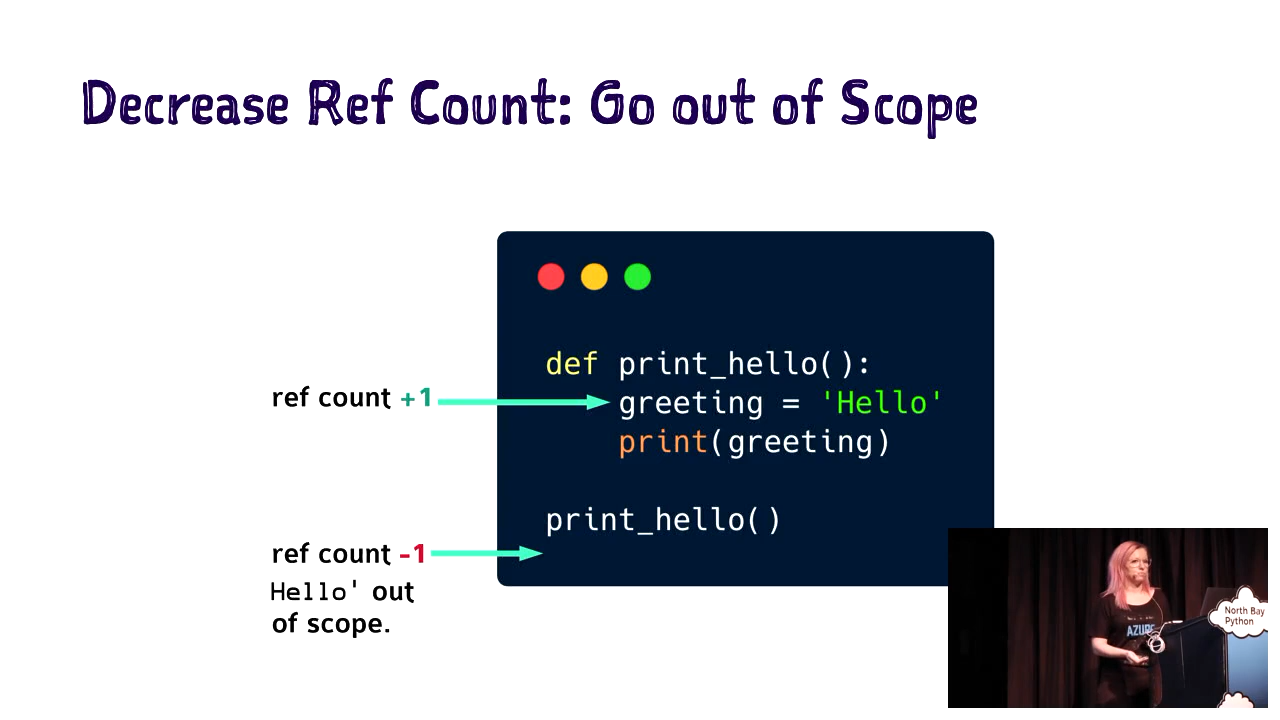 Decrease Ref Count: Go out of Scope
def print_hello():
ref count +1
greeting = 'Hello'
print(greeting)
print_hello()
ref count -1
Hello' out
of scope.
North Bay
Python
AZURE